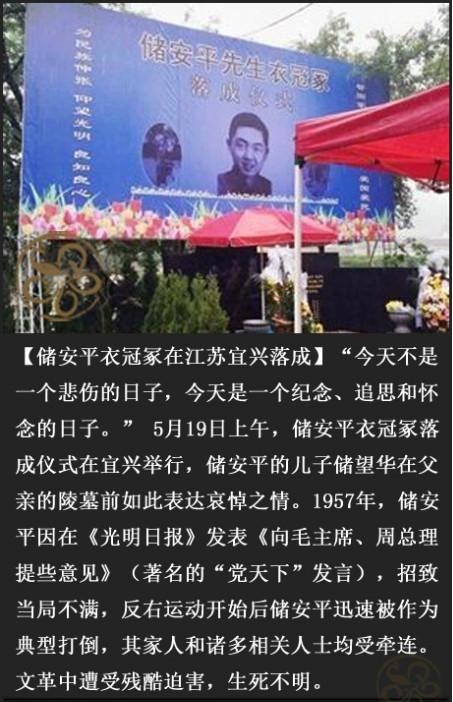 储安平先生衣冠冢
落成仪式
为民族伸张 仰望光明 良知良心
【储安平衣冠冢在江苏宜兴落成】“今天不是
一个悲伤的日子，今天是一个纪念、追思和怀
念的日子。” 5月19日上午，储安平衣冠冢落
成仪式在宜兴举行，储安平的儿子储望华在父
亲的陵墓前如此表达哀悼之情。1957年，储安
平因在《光明日报》发表《向毛主席、周总理
提些意见》（著名的“党天下”发言），招致
当局不满，反右运动开始后储安平迅速被作为
典型打倒，其家人和诸多相关人士均受牵连。
文革中遭受残酷迫害，生死不明。